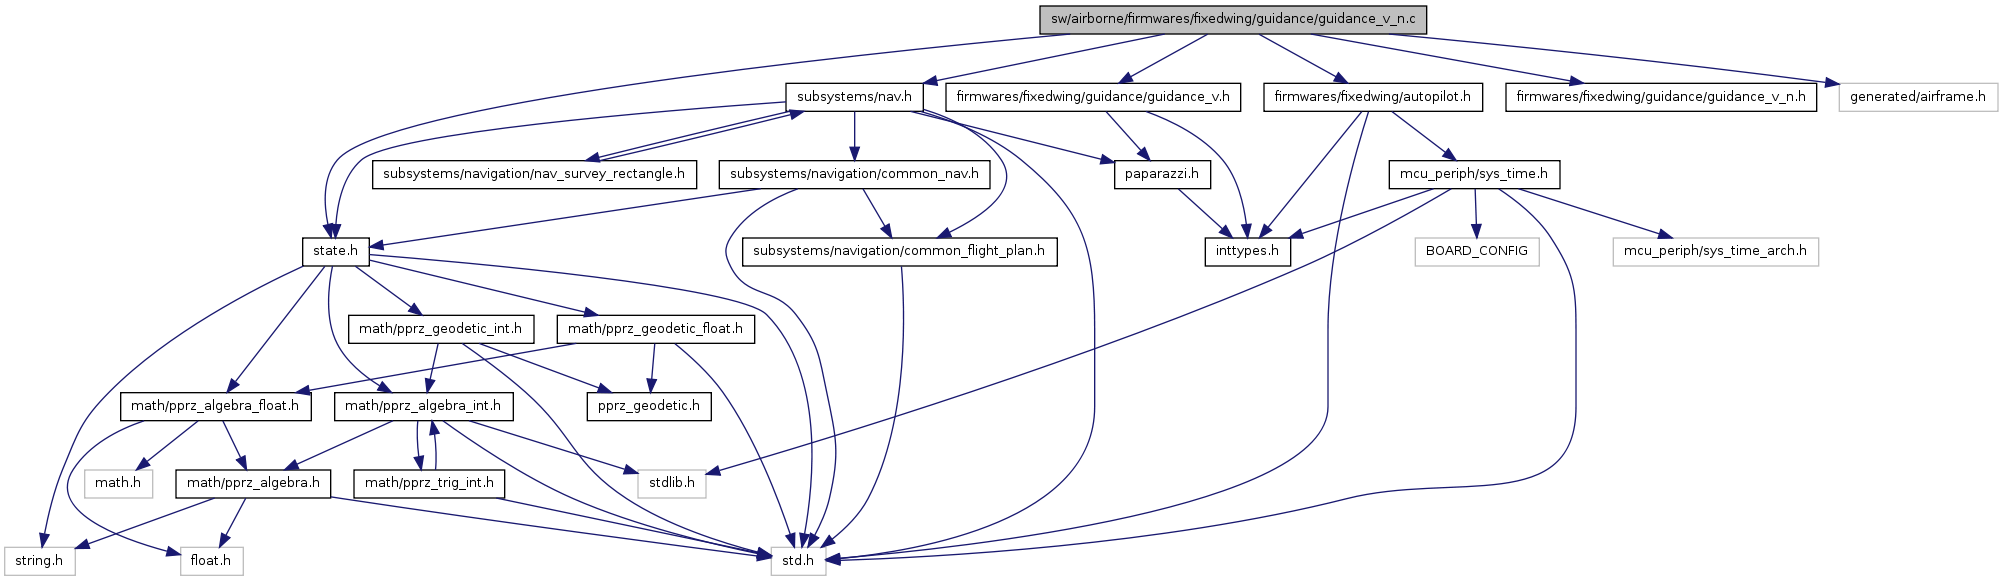 sw/airborne/firmwares/fixedwing/guidance/guidance_v_n.c
subsystems/nav.h
firmwares/fixedwing/guidance/guidance_v.h
firmwares/fixedwing/autopilot.h
firmwares/fixedwing/guidance/guidance_v_n.h
generated/airframe.h
subsystems/navigation/nav_survey_rectangle.h
subsystems/navigation/common_nav.h
paparazzi.h
mcu_periph/sys_time.h
state.h
subsystems/navigation/common_flight_plan.h
inttypes.h
BOARD_CONFIG
mcu_periph/sys_time_arch.h
math/pprz_geodetic_int.h
math/pprz_geodetic_float.h
math/pprz_algebra_float.h
math/pprz_algebra_int.h
pprz_geodetic.h
math.h
math/pprz_algebra.h
math/pprz_trig_int.h
stdlib.h
string.h
float.h
std.h